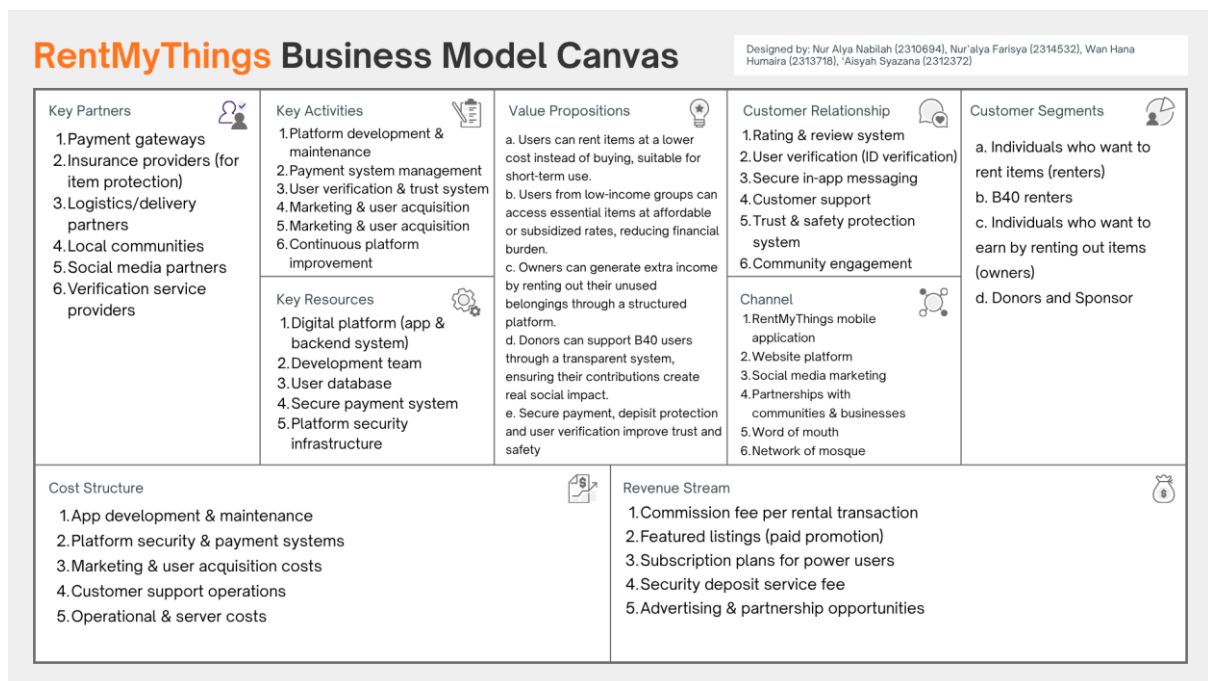 RentMyThings Business Model Canvas
Designed by: Nur Alya Nabilah (2310694), Nur'alya Farisya (2314532), Wan Hana
Humaira (2313718), 'Aisyah Syazana (2312372)
Key Partners
1.Payment gateways
2.Insurance providers (for
item protection)
3.Logistics/delivery
partners
4.Local communities
5.Social media partners
6.Verification service
providers
Key Activities
1.Platform development &
maintenance
2.Payment system management
3.User verification & trust system
4.Marketing & user acquisition
5.Marketing & user acquisition
6.Continuous platform
improvement
Key Resources
1.Digital platform (app &
backend system)
2.Development team
3.User database
4.Secure payment system
5.Platform security
infrastructure
Value Propositions
a. Users can rent items at a lower
cost instead of buying, suitable for
short-term use.
b. Users from low-income groups can
access essential items at affordable
or subsidized rates, reducing financial
burden.
c. Owners can generate extra income
by renting out their unused
belongings through a structured
platform.
d. Donors can support B40 users
through a transparent system,
ensuring their contributions create
real social impact.
e. Secure payment, depisit protection
and user verification improve trust and
safety
Customer Relationship
1.Rating & review system
2.User verification (ID verification)
3.Secure in-app messaging
4.Customer support
5.Trust & safety protection
system
6.Community engagement
Channel
1.RentMyThings mobile
application
2.Website platform
3.Social media marketing
4.Partnerships with
communities & businesses
5.Word of mouth
6.Network of mosque
Customer Segments
a. Individuals who want to
rent items (renters)
b. B40 renters
c. Individuals who want to
earn by renting out items
(owners)
d. Donors and Sponsor
Cost Structure
1.App development & maintenance
2.Platform security & payment systems
3.Marketing & user acquisition costs
4.Customer support operations
5.Operational & server costs
Revenue Stream
1.Commission fee per rental transaction
2.Featured listings (paid promotion)
3.Subscription plans for power users
4.Security deposit service fee
5.Advertising & partnership opportunities